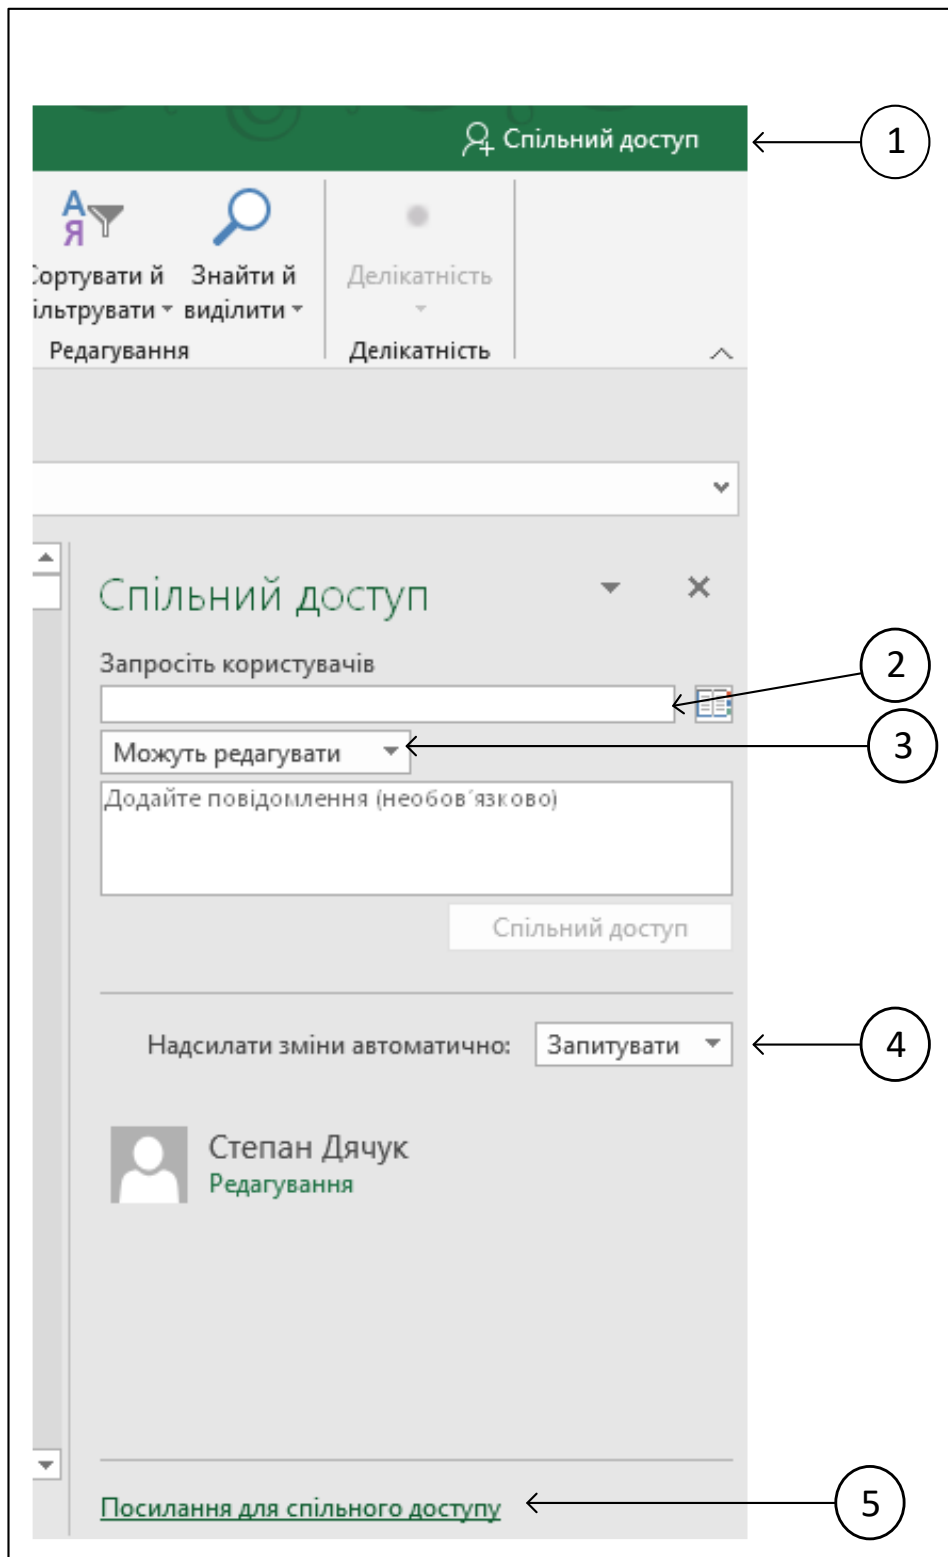 Спільний доступ
1
А
Я
Сортувати й
ільтрувати
Знайти й
виділити
Делікатність
Редагування
Делікатність
Спільний доступ
Запросіть користувачів
2
Можуть редагувати
3
Додайте повідомлення (необов´язково)
Спільний доступ
Надсилати зміни автоматично:
Запитувати
4
Степан Дячук
Редагування
Посилання для спільного доступу
5